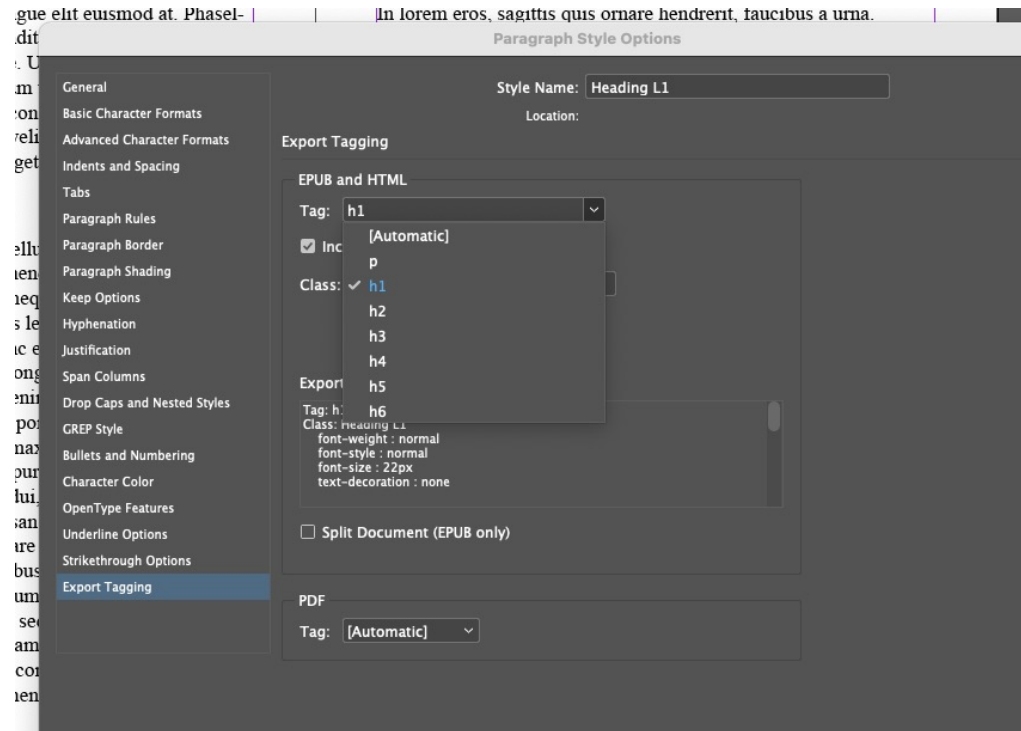 gue elit euismod at. Phasel-
In lorem eros, sagittis quis ornare hendrerit, faucibus a urna.
Paragraph Style Options
General
Basic Character Formats
Advanced Character Formats
Indents and Spacing
Tabs
Paragraph Rules
Paragraph Border
Paragraph Shading
Keep Options
Hyphenation
Justification
Span Columns
Drop Caps and Nested Styles
GREP Style
Bullets and Numbering
Character Color
OpenType Features
Underline Options
Strikethrough Options
Export Tagging
Style Name: Heading L1
Location:
Export Tagging
EPUB and HTML
Tag: h1
[Automatic]
Inc
p
Class: ✓ h1
h2
h3
h4
h5
Export
h6
Tag: h
Class: Heading L1
font-weight : normal
font-style : normal
font-size : 22px
text-decoration : none
Split Document (EPUB only)
PDF
Tag: [Automatic]